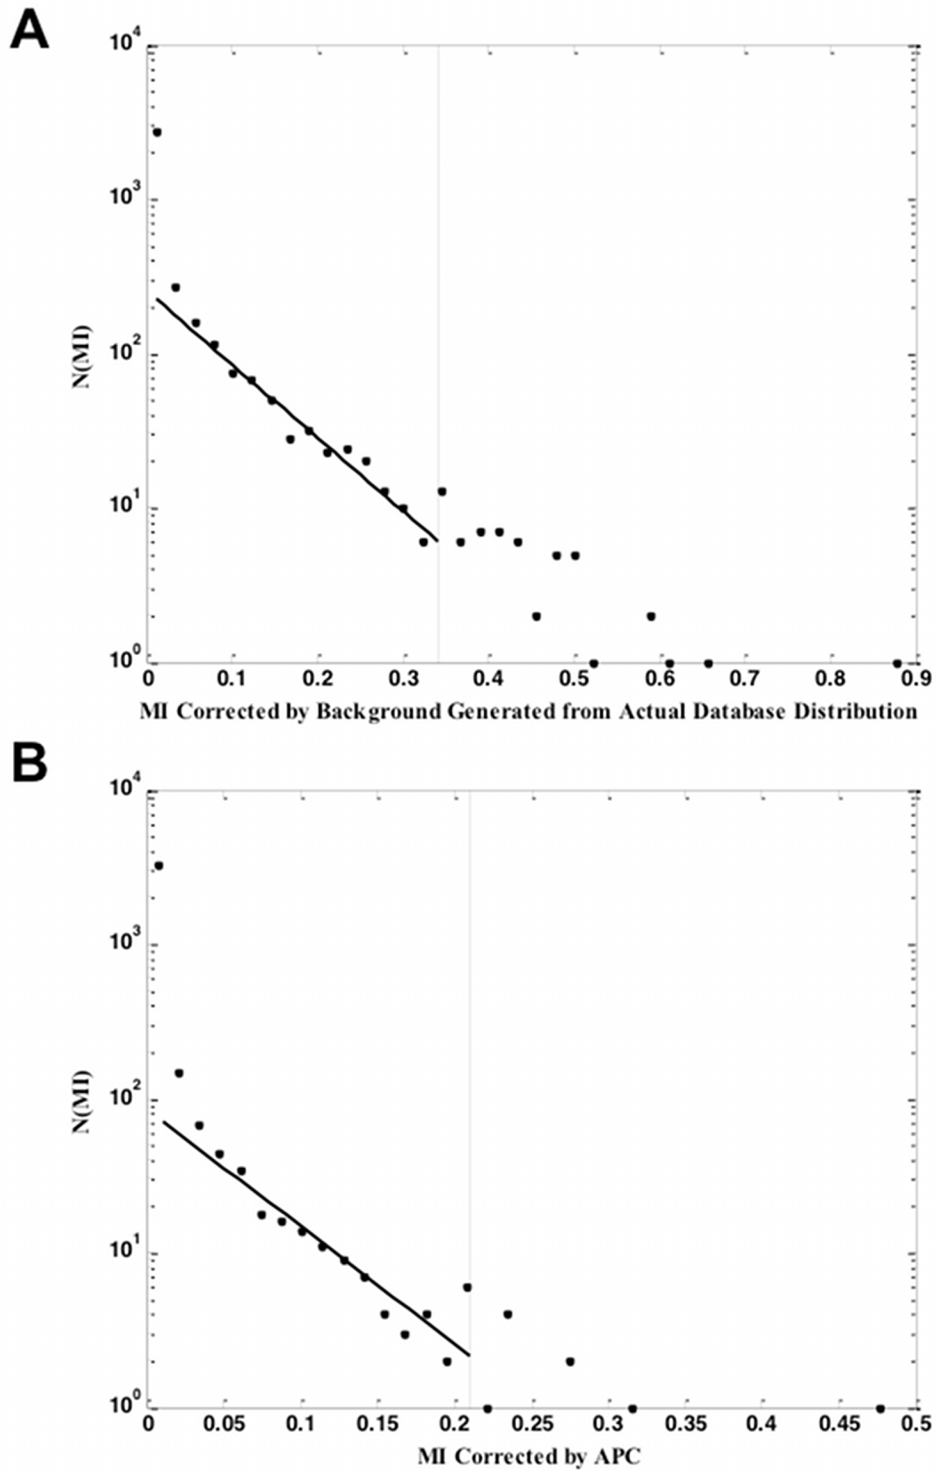 A
10^4
10^3
10^2
10^1
10^0
N(MI)
0 0.1 0.2 0.3 0.4 0.5 0.6 0.7 0.8 0.9
MI Corrected by Background Generated from Actual Database Distribution
B
10^4
10^3
10^2
10^1
10^0
N(MI)
0 0.05 0.1 0.15 0.2 0.25 0.3 0.35 0.4 0.45 0.5
MI Corrected by APC